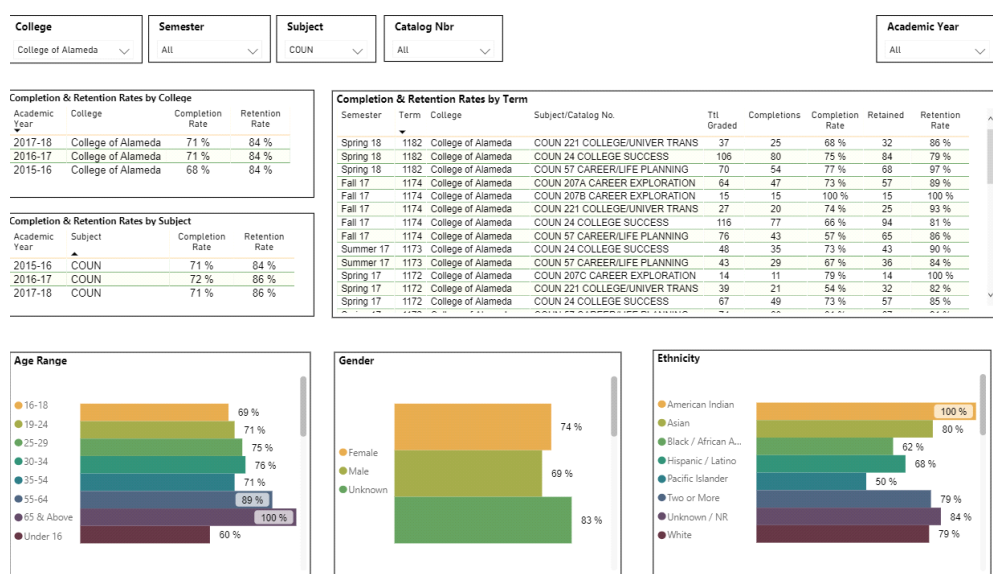 College Semester Subject Catalog Nbr Academic Year
College of Alameda All COUN All All
Completion & Retention Rates by College
Academic Year College Completion Rate Retention Rate
2017-18 College of Alameda 71 % 84 %
2016-17 College of Alameda 71 % 84 %
2015-16 College of Alameda 68 % 84 %
Completion & Retention Rates by Subject
Academic Year Subject Completion Rate Retention Rate
2015-16 COUN 71 % 84 %
2016-17 COUN 72 % 86 %
2017-18 COUN 71 % 86 %
Completion & Retention Rates by Term
Semester Term College Subject/Catalog No. Ttl Graded Completions Completion Rate Retained Retention Rate
Spring 18 1182 College of Alameda COUN 221 COLLEGE/UNIVER TRANS 37 25 68 % 32 86 %
Spring 18 1182 College of Alameda COUN 24 COLLEGE SUCCESS 106 80 75 % 84 79 %
Spring 18 1182 College of Alameda COUN 57 CAREER/LIFE PLANNING 70 54 77 % 68 97 %
Fall 17 1174 College of Alameda COUN 207A CAREER EXPLORATION 64 47 73 % 57 89 %
Fall 17 1174 College of Alameda COUN 207B CAREER EXPLORATION 15 15 100 % 15 100 %
Fall 17 1174 College of Alameda COUN 221 COLLEGE/UNIVER TRANS 27 20 74 % 25 93 %
Fall 17 1174 College of Alameda COUN 24 COLLEGE SUCCESS 116 77 66 % 94 81 %
Fall 17 1174 College of Alameda COUN 57 CAREER/LIFE PLANNING 76 43 57 % 65 86 %
Summer 17 1173 College of Alameda COUN 24 COLLEGE SUCCESS 48 35 73 % 43 90 %
Summer 17 1173 College of Alameda COUN 57 CAREER/LIFE PLANNING 43 29 67 % 36 84 %
Spring 17 1172 College of Alameda COUN 207C CAREER EXPLORATION 14 11 79 % 14 100 %
Spring 17 1172 College of Alameda COUN 221 COLLEGE/UNIVER TRANS 39 21 54 % 32 82 %
Spring 17 1172 College of Alameda COUN 24 COLLEGE SUCCESS 67 49 73 % 57 85 %
Age Range
16-18 69 %
19-24 71 %
25-29 75 %
30-34 76 %
35-54 71 %
55-64 89 %
65 & Above 100 %
Under 16 60 %
Gender
Female 74 %
Male 69 %
Unknown 83 %
Ethnicity
American Indian 100 %
Asian 80 %
Black / African A... 62 %
Hispanic / Latino 68 %
Pacific Islander 50 %
Two or More 79 %
Unknown / NR 84 %
White 79 %